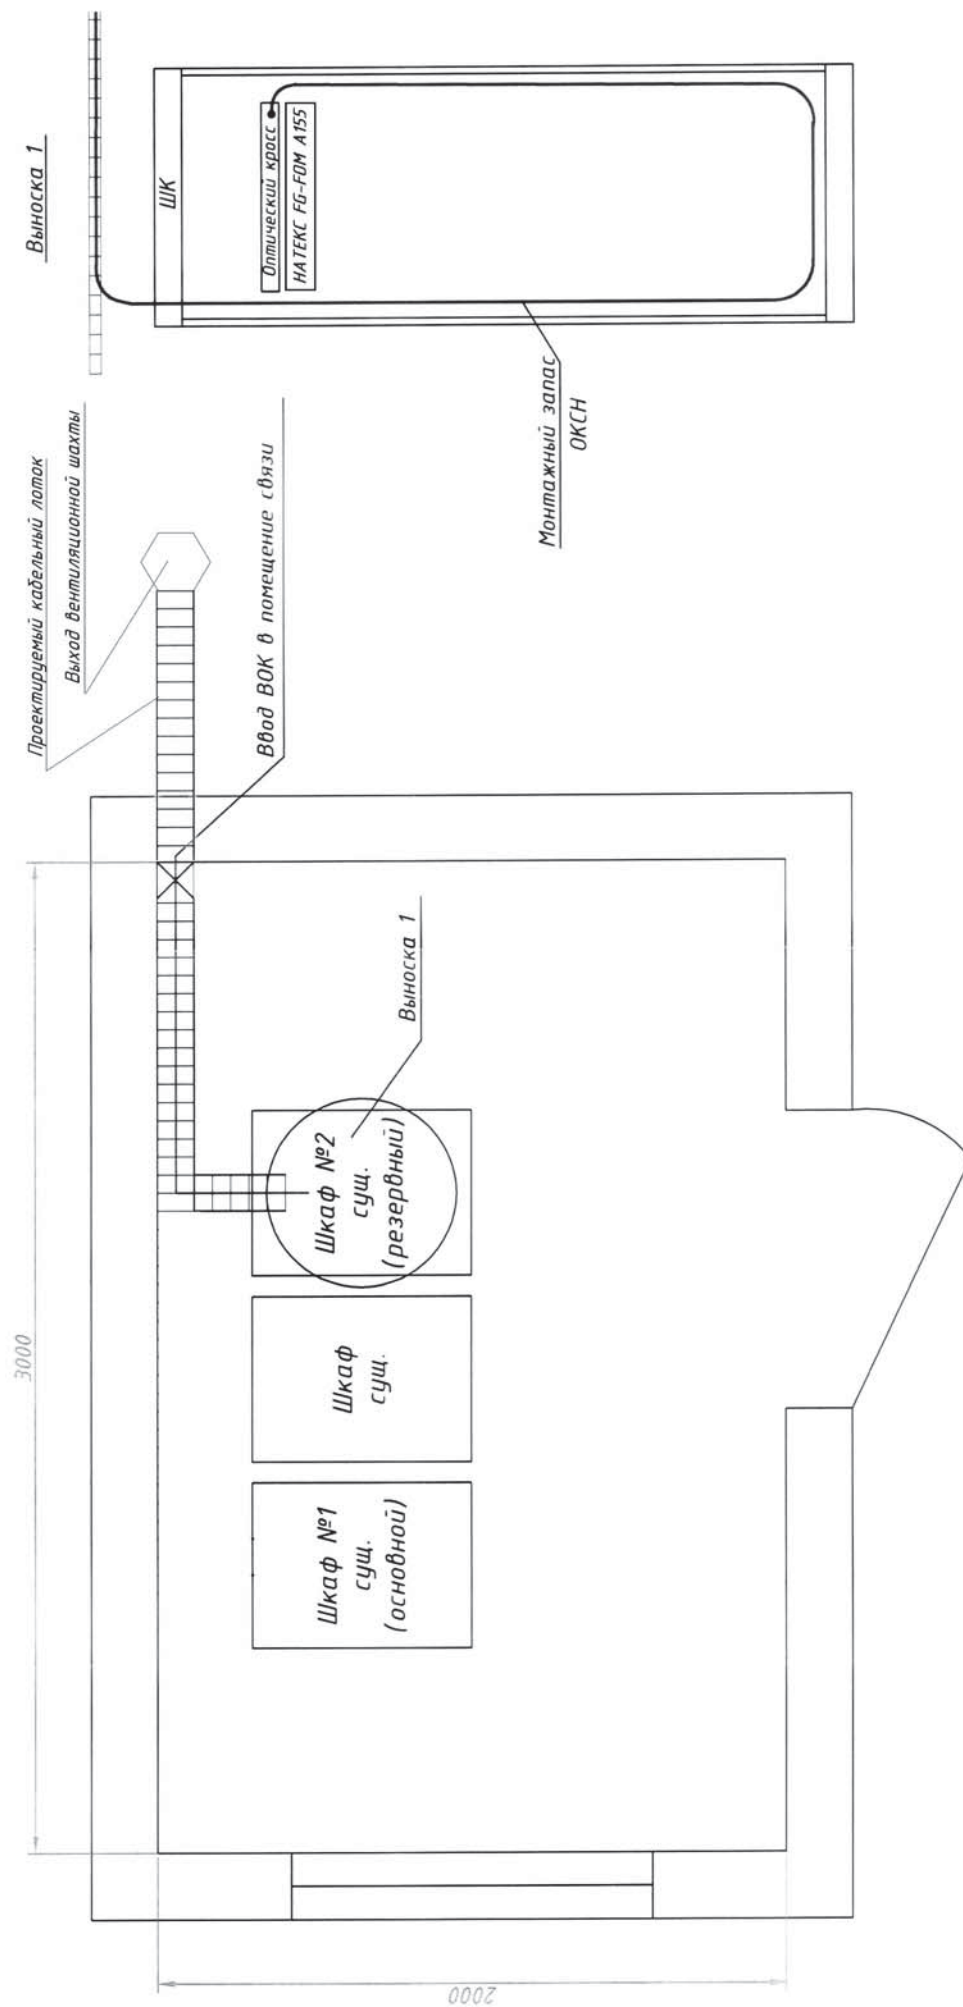 Выноска 1
ШК
Оптический кросс
НАТЕКС FG-FOM A155
Монтажный запас
ОКСН
Проектируемый кабельный лоток
Выход вентиляционной шахты
Ввод ВОК в помещение связи
Выноска 1
3000
Шкаф №1
сущ.
(основной)
Шкаф
сущ.
Шкаф №2
сущ.
(резервный)
2000